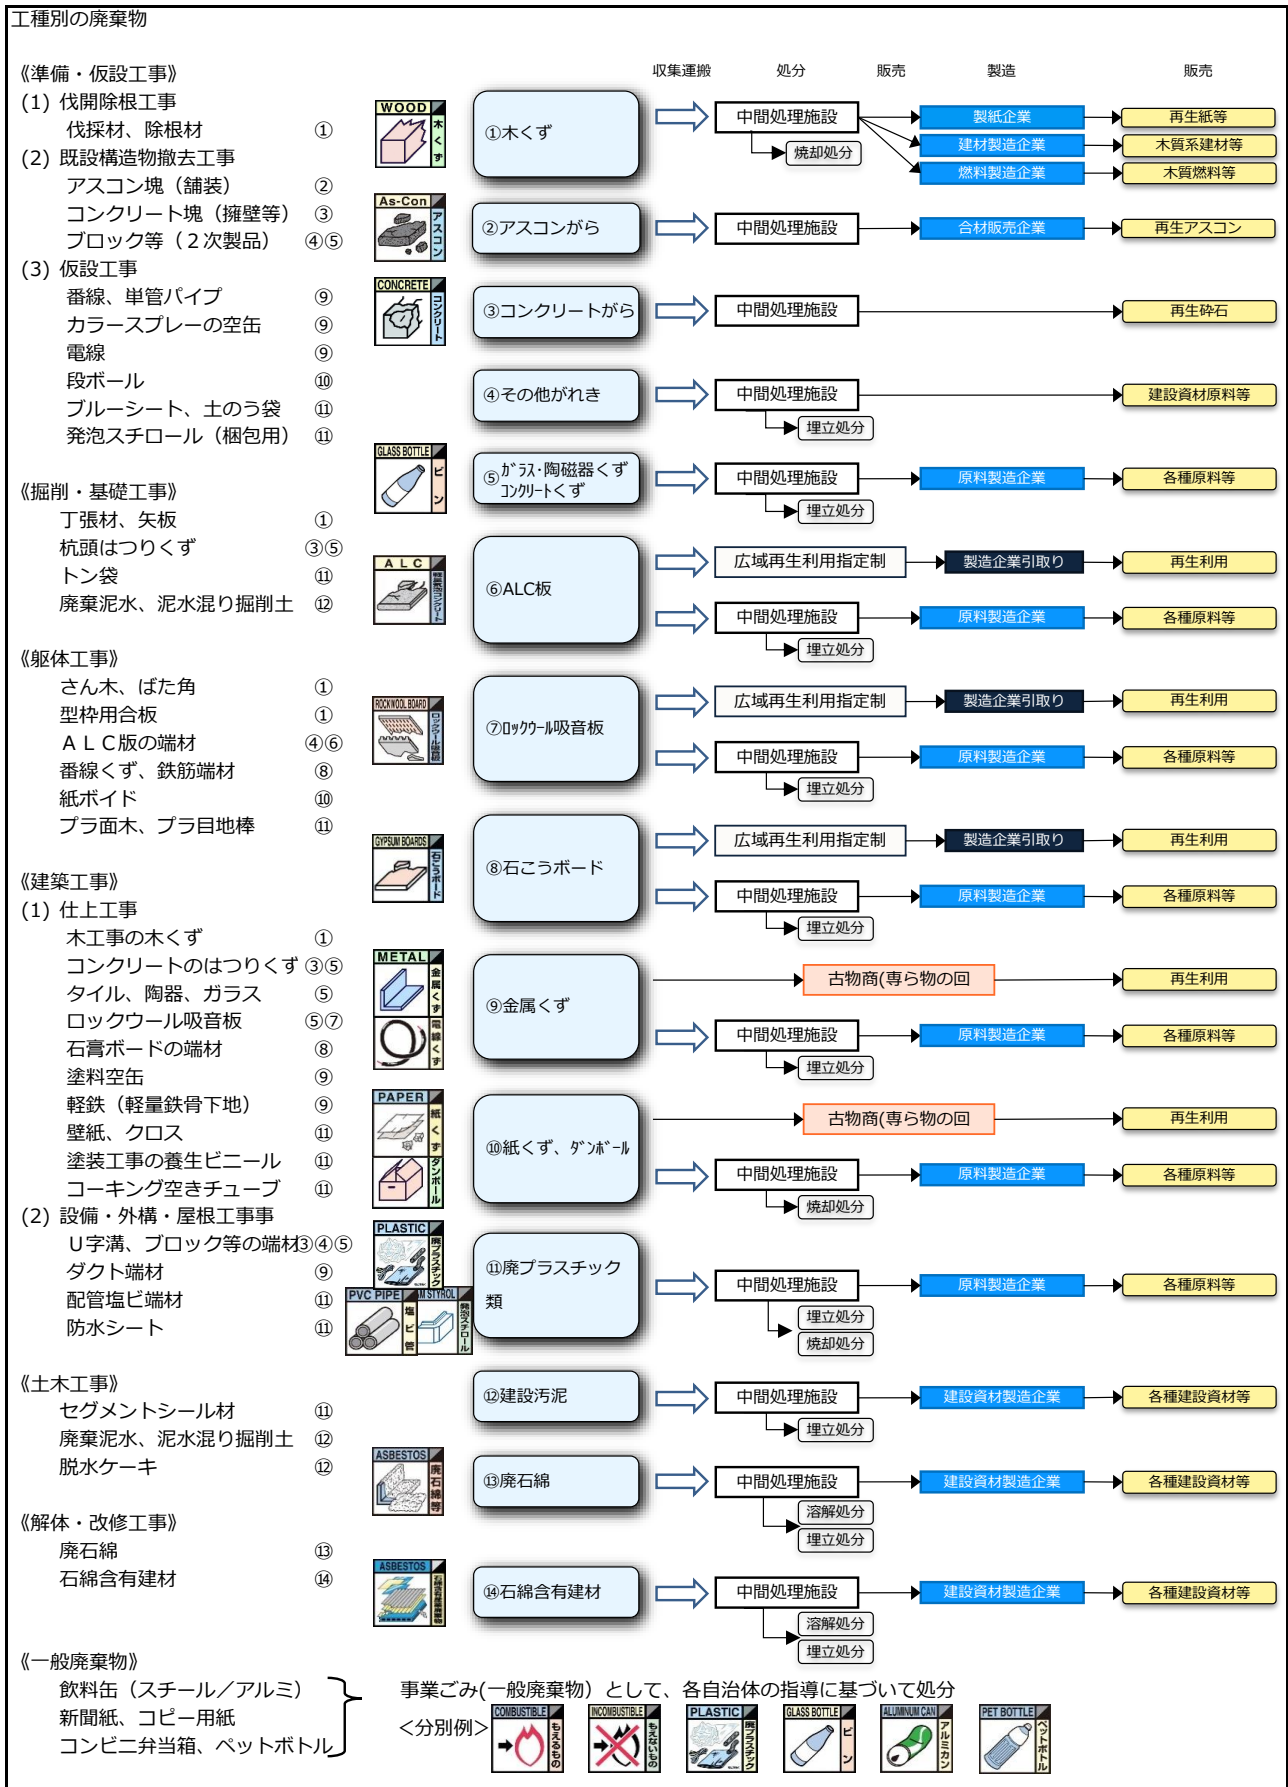 工種別の廃棄物
収集運搬 処分 販売 製造 販売
《準備・仮設工事》
(1) 伐開除根工事
伐採材、除根材 ①
(2) 既設構造物撤去工事
アスコン塊（舗装） ②
コンクリート塊（擁壁等） ③
ブロック等（２次製品） ④⑤
(3) 仮設工事
番線、単管パイプ ⑨
カラースプレーの空缶 ⑨
電線 ⑨
段ボール ⑩
ブルーシート、土のう袋 ⑪
発泡スチロール（梱包用） ⑪
《掘削・基礎工事》
丁張材、矢板 ①
杭頭はつりくず ③⑤
トン袋 ⑪
廃棄泥水、泥水混り掘削土 ⑫
《躯体工事》
さん木、ばた角 ①
型枠用合板 ①
ＡＬＣ版の端材 ④⑥
番線くず、鉄筋端材 ⑧
紙ボイド ⑩
プラ面木、プラ目地棒 ⑪
《建築工事》
(1) 仕上工事
木工事の木くず ①
コンクリートのはつりくず ③⑤
タイル、陶器、ガラス ⑤
ロックウール吸音板 ⑤⑦
石膏ボードの端材 ⑧
塗料空缶 ⑨
軽鉄（軽量鉄骨下地） ⑨
壁紙、クロス ⑪
塗装工事の養生ビニール ⑪
コーキング空きチューブ ⑪
(2) 設備・外構・屋根工事事
Ｕ字溝、ブロック等の端材③④⑤
ダクト端材 ⑨
配管塩ビ端材 ⑪
防水シート ⑪
《土木工事》
セグメントシール材 ⑪
廃棄泥水、泥水混り掘削土 ⑫
脱水ケーキ ⑫
《解体・改修工事》
廃石綿 ⑬
石綿含有建材 ⑭
WOOD
木くず
①木くず
中間処理施設
焼却処分
製紙企業 再生紙等
建材製造企業 木質系建材等
燃料製造企業 木質燃料等
As-Con
アスコン
②アスコンがら
中間処理施設 合材販売企業 再生アスコン
CONCRETE
コンクリート
③コンクリートがら
中間処理施設 再生砕石
④その他がれき
中間処理施設 建設資材原料等
埋立処分
GLASS BOTTLE
ビン
⑤ガラス・陶磁器くず
コンクリートくず
中間処理施設 原料製造企業 各種原料等
埋立処分
ALC
軽量気泡コンクリート
⑥ALC板
広域再生利用指定制 製造企業引取り 再生利用
中間処理施設 原料製造企業 各種原料等
埋立処分
ROCKWOOL BOARD
ロックウール吸音板
⑦ロックウール吸音板
広域再生利用指定制 製造企業引取り 再生利用
中間処理施設 原料製造企業 各種原料等
埋立処分
GYPSUM BOARDS
石こうボード
⑧石こうボード
広域再生利用指定制 製造企業引取り 再生利用
中間処理施設 原料製造企業 各種原料等
埋立処分
METAL
金属くず
電線くず
⑨金属くず
古物商(専ら物の回 再生利用
中間処理施設 原料製造企業 各種原料等
埋立処分
PAPER
紙くず
ダンボール
⑩紙くず、ダンボール
古物商(専ら物の回 再生利用
中間処理施設 原料製造企業 各種原料等
焼却処分
PLASTIC
廃プラスチック
PVC PIPE
塩ビ管
M STYROL
発泡スチロール
⑪廃プラスチック
類
中間処理施設 原料製造企業 各種原料等
埋立処分
焼却処分
⑫建設汚泥
中間処理施設 建設資材製造企業 各種建設資材等
埋立処分
ASBESTOS
廃石綿等
⑬廃石綿
中間処理施設 建設資材製造企業 各種建設資材等
溶解処分
埋立処分
ASBESTOS
石綿含有産業廃棄物
⑭石綿含有建材
中間処理施設 建設資材製造企業 各種建設資材等
溶解処分
埋立処分
《一般廃棄物》
飲料缶（スチール／アルミ）
新聞紙、コピー用紙
コンビニ弁当箱、ペットボトル
事業ごみ(一般廃棄物）として、各自治体の指導に基づいて処分
＜分別例＞
COMBUSTIBLE
もえるもの
INCOMBUSTIBLE
もえないもの
PLASTIC
廃プラスチック
GLASS BOTTLE
ビン
ALUMINUM CAN
アルミカン
PET BOTTLE
ペットボトル